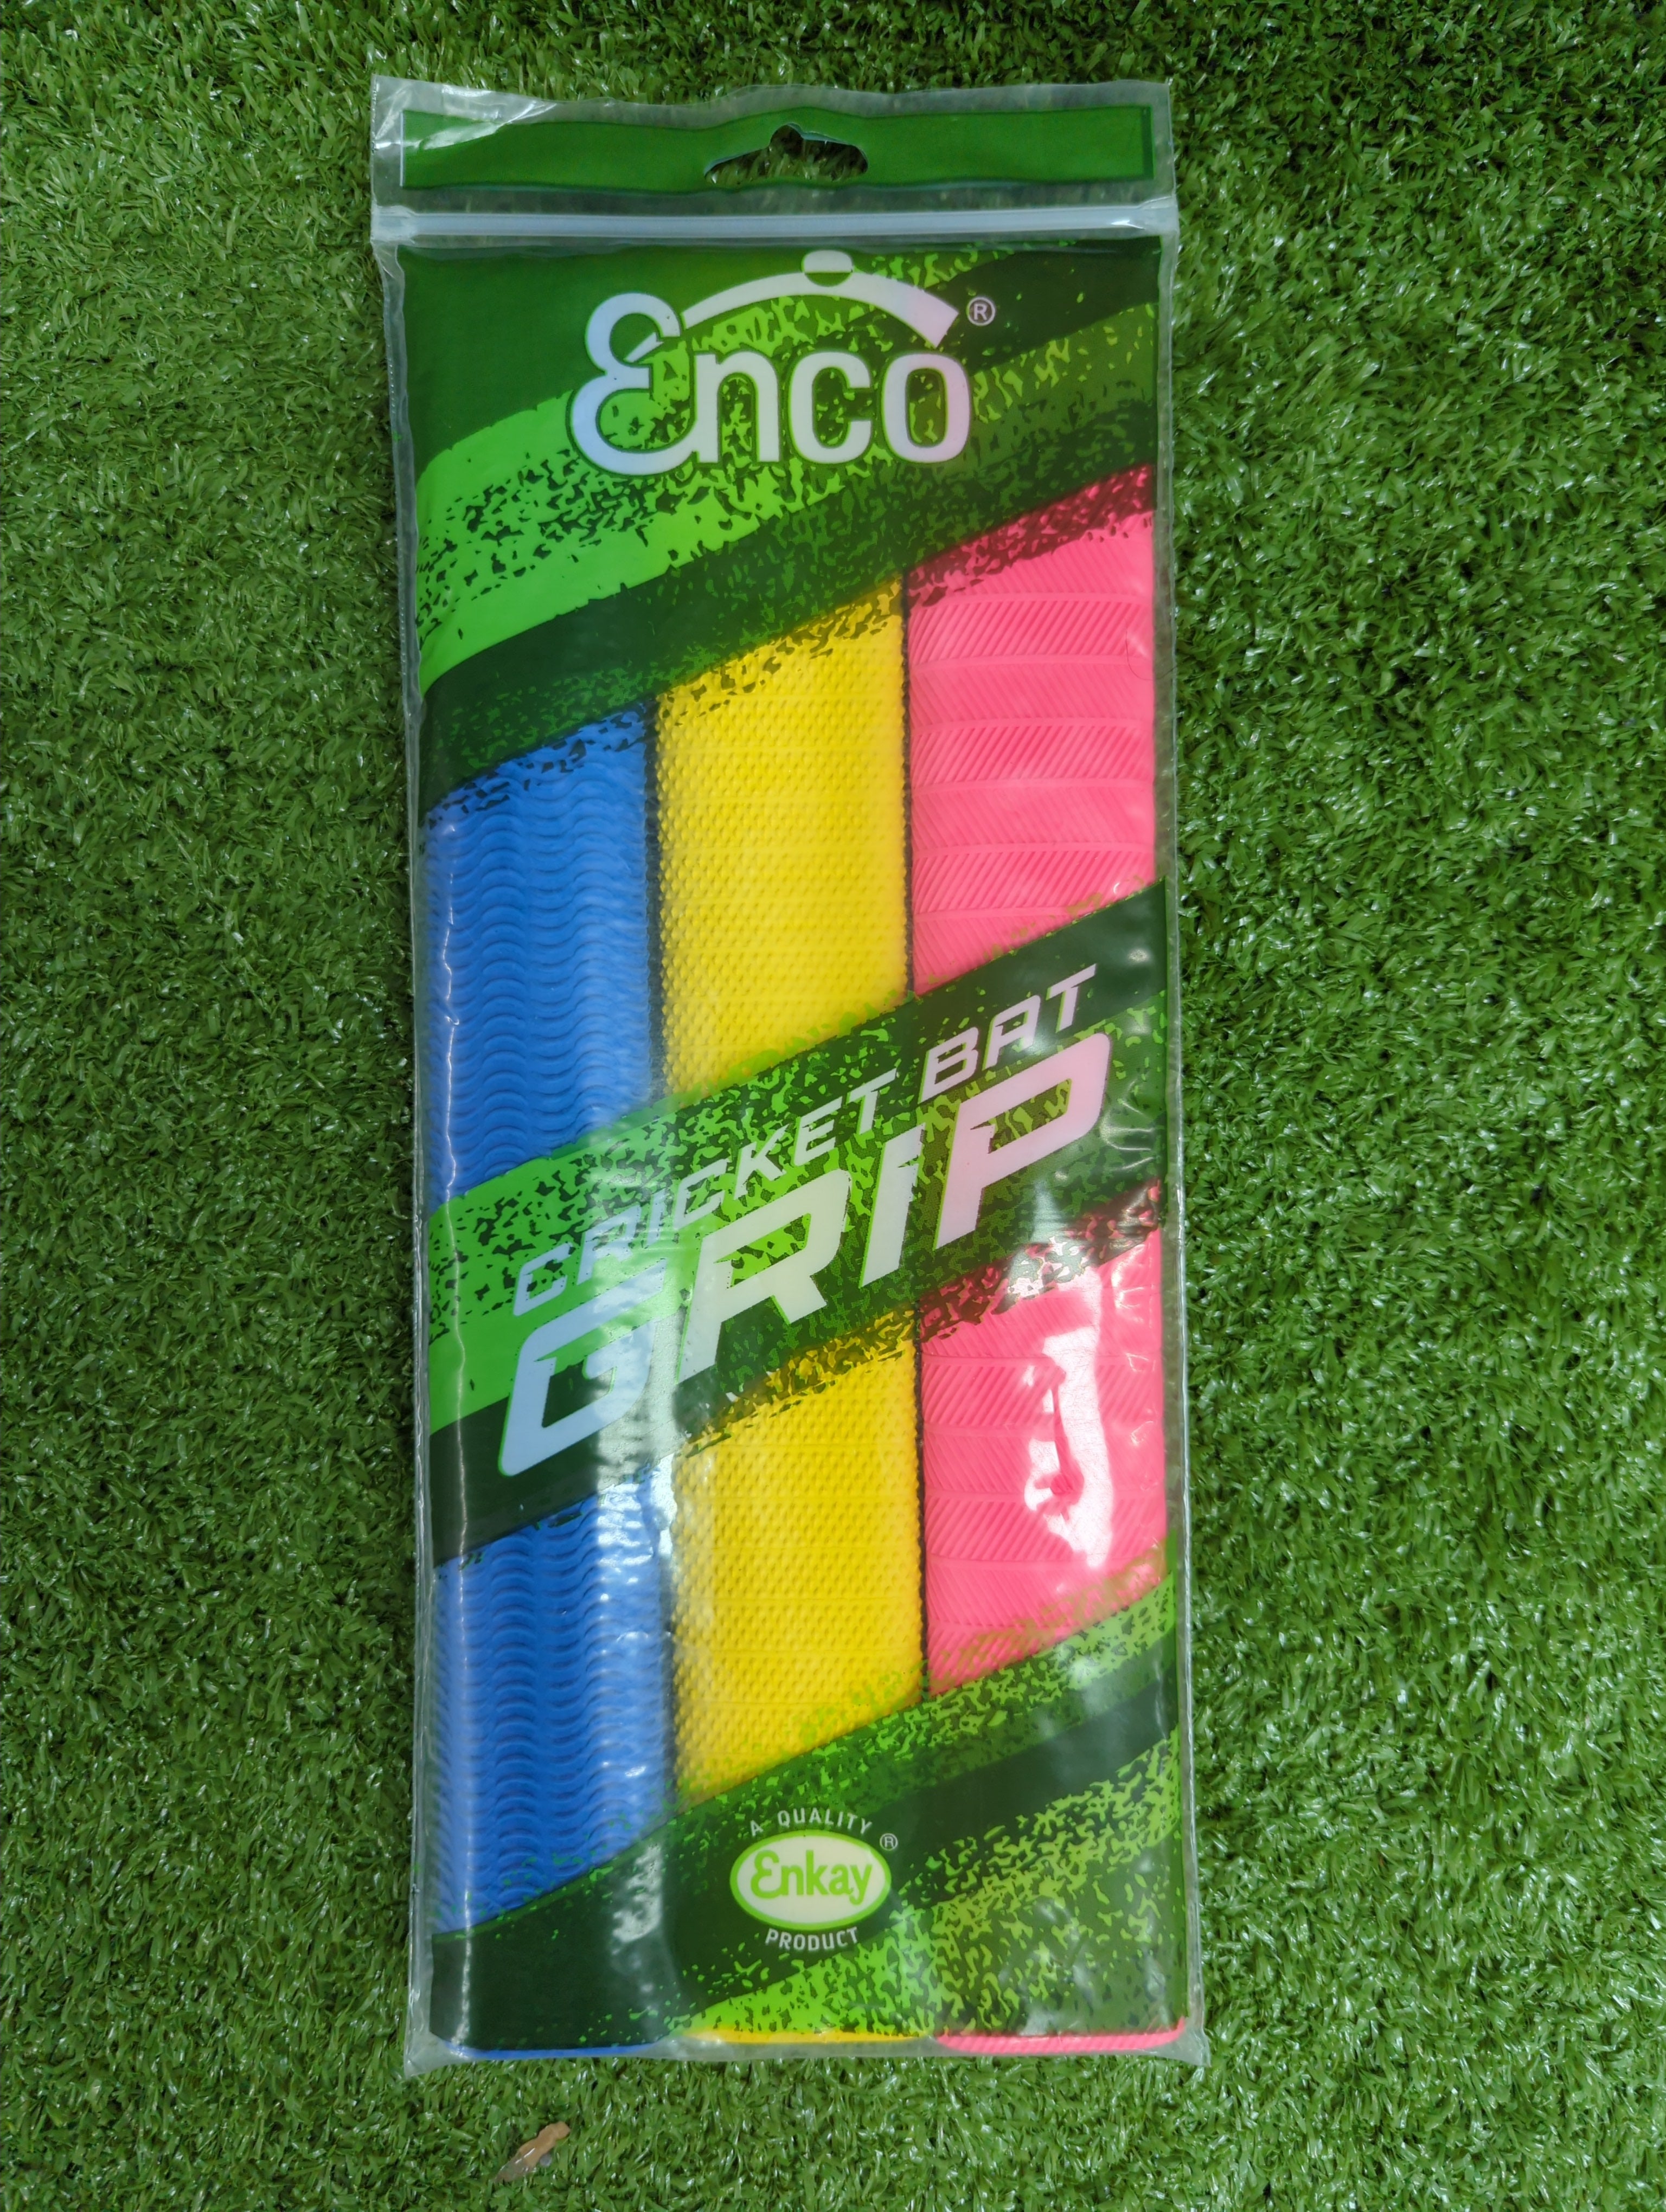 Enco ®
CRICKET BAT
GRIP
A QUALITY
Enkay ®
PRODUCT